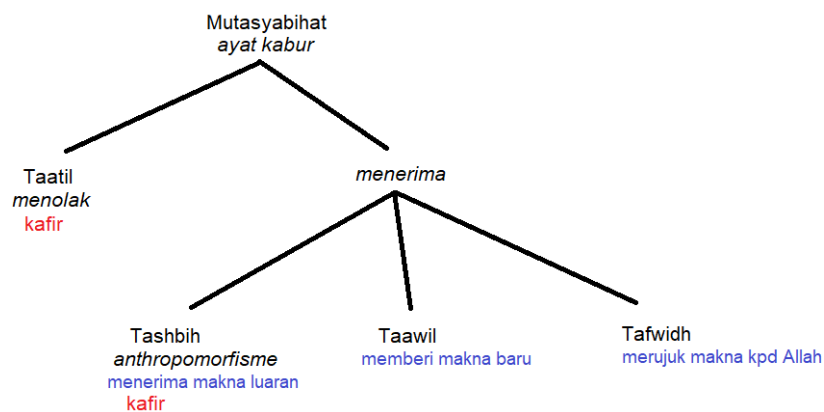 Mutasyabihat
ayat kabur
Taatil
menolak
kafir
menerima
Tashbih
anthropomorfisme
menerima makna luaran
kafir
Taawil
memberi makna baru
Tafwidh
merujuk makna kpd Allah